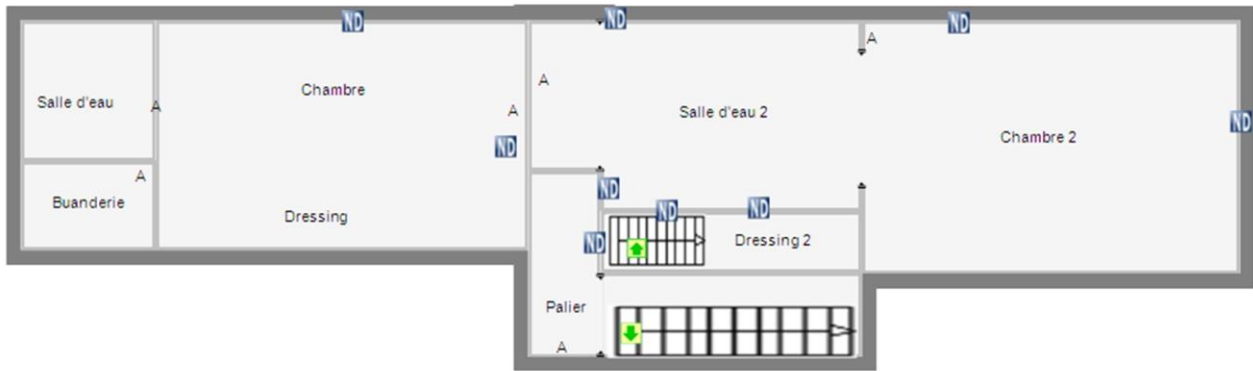 ND
ND
ND
A
A
Chambre
Salle d'eau
A
A
Salle d'eau 2
ND
Chambre 2
ND
A
ND
Buanderie
ND
ND
Dressing
ND
Dressing 2
Palier
A